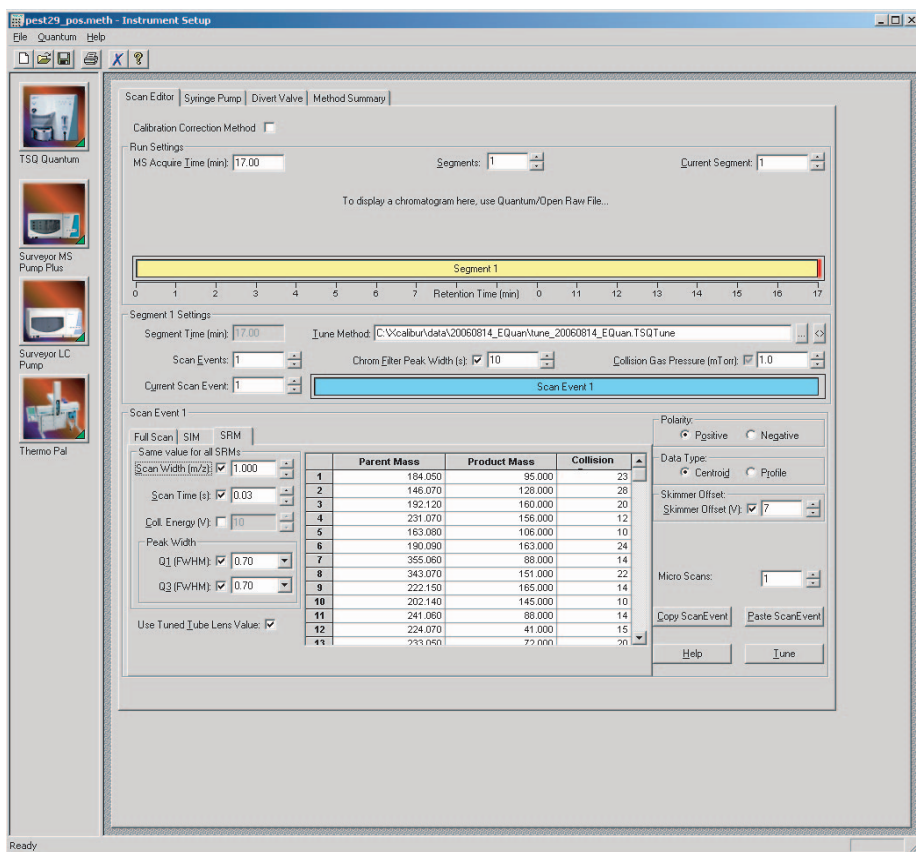 pest29_pos.meth - Instrument Setup
File Quantum Help
Scan Editor Syringe Pump Divert Valve Method Summary
Calibration Correction Method
Run Settings
MS Acquire Time (min): 17.00 Segments: 1 Current Segment: 1
To display a chromatogram here, use Quantum/Open Raw File...
Segment 1
0 1 2 3 4 5 6 7 Retention Time (min) 0 11 12 13 14 15 16 17
Segment 1 Settings
Segment Time (min): 17.00 Tune Method: C:\Xcalibur\data\20060814_EQuan\tune_20060814_EQuan.TSQTune ... <>
Scan Events: 1 Chrom Filter Peak Width (s): 10 Collision Gas Pressure (mTorr): 1.0
Current Scan Event: 1 Scan Event 1
Scan Event 1
Full Scan SIM SRM
Same value for all SRMs
Scan Width (m/z): 1.000
Scan Time (s): 0.03
Coll. Energy (V): 10
Peak Width
Q1 (FWHM): 0.70
Q3 (FWHM): 0.70
Use Tuned Tube Lens Value:
Parent Mass Product Mass Collision
1 184.050 95.000 23
2 146.070 128.000 28
3 192.120 160.000 20
4 231.070 156.000 12
5 163.080 106.000 10
6 190.090 163.000 24
7 355.060 88.000 14
8 343.070 151.000 22
9 222.150 165.000 14
10 202.140 145.000 10
11 241.060 88.000 14
12 224.070 41.000 15
13 233.050 72.000 20
Polarity:
Positive Negative
Data Type:
Centroid Profile
Skimmer Offset:
Skimmer Offset (V): 7
Micro Scans: 1
Copy ScanEvent Paste ScanEvent
Help Tune
TSQ Quantum
Surveyor MS
Pump Plus
Surveyor LC
Pump
Thermo Pal
Ready